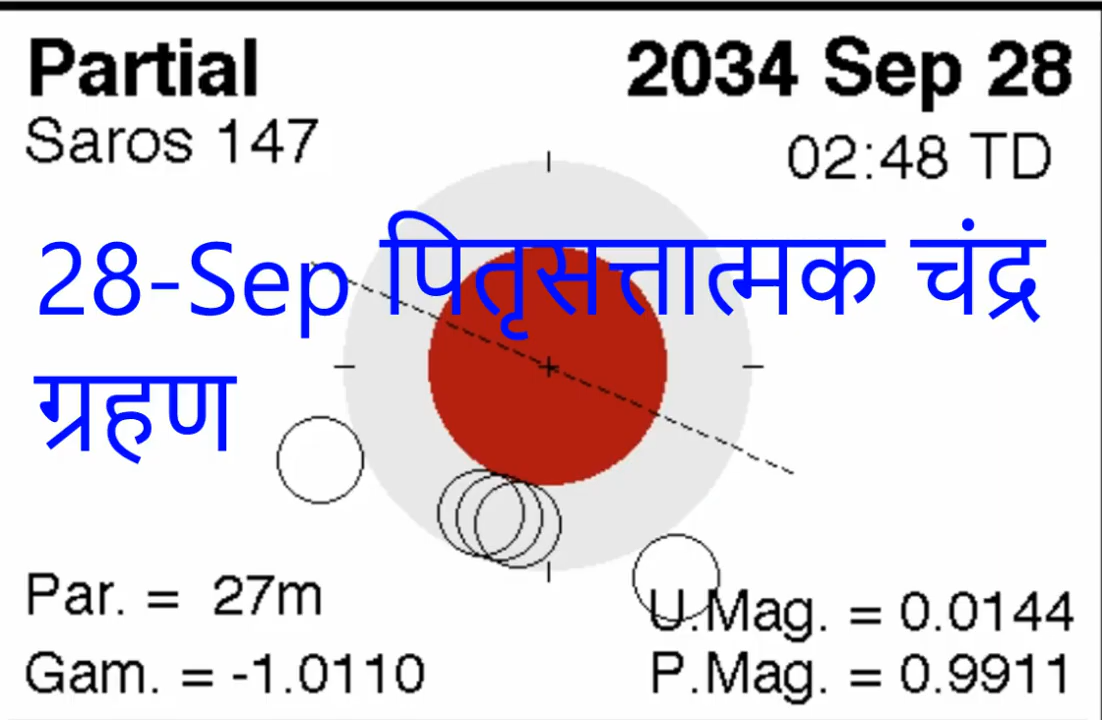 Partial
2034 Sep 28
Saros 147
02:48 TD
28-Sep पितृसत्तात्मक चंद्र
ग्रहण
Par. = 27m
U.Mag. = 0.0144
Gam. = -1.0110
P.Mag. = 0.9911